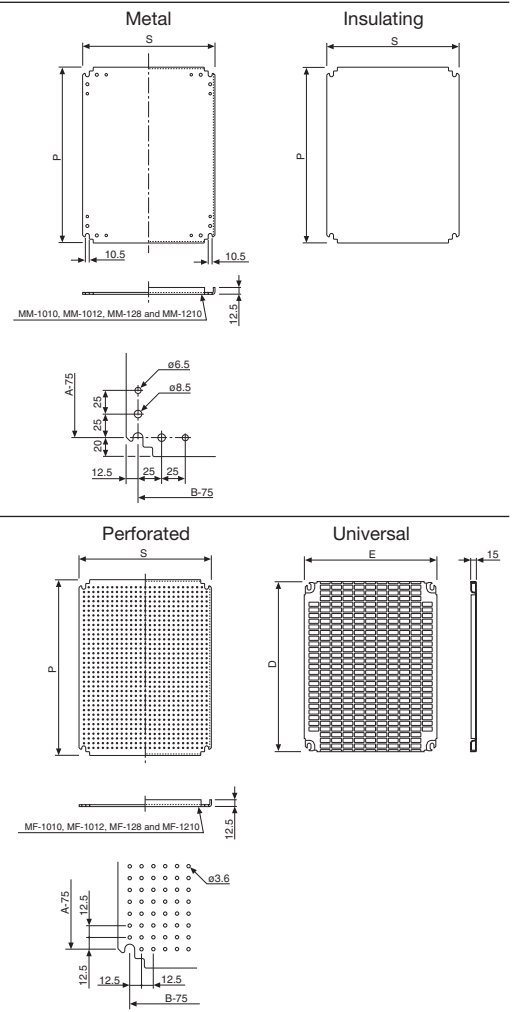 Metal
Insulating
S
S
P
P
10.5
10.5
12.5
MM-1010, MM-1012, MM-128 and MM-1210
ø6.5
ø8.5
A-75
25
25
20
12.5
25
25
B-75
Perforated
Universal
S
E
15
P
D
12.5
MF-1010, MF-1012, MF-128 and MF-1210
ø3.6
A-75
12.5
12.5
12.5
12.5
B-75